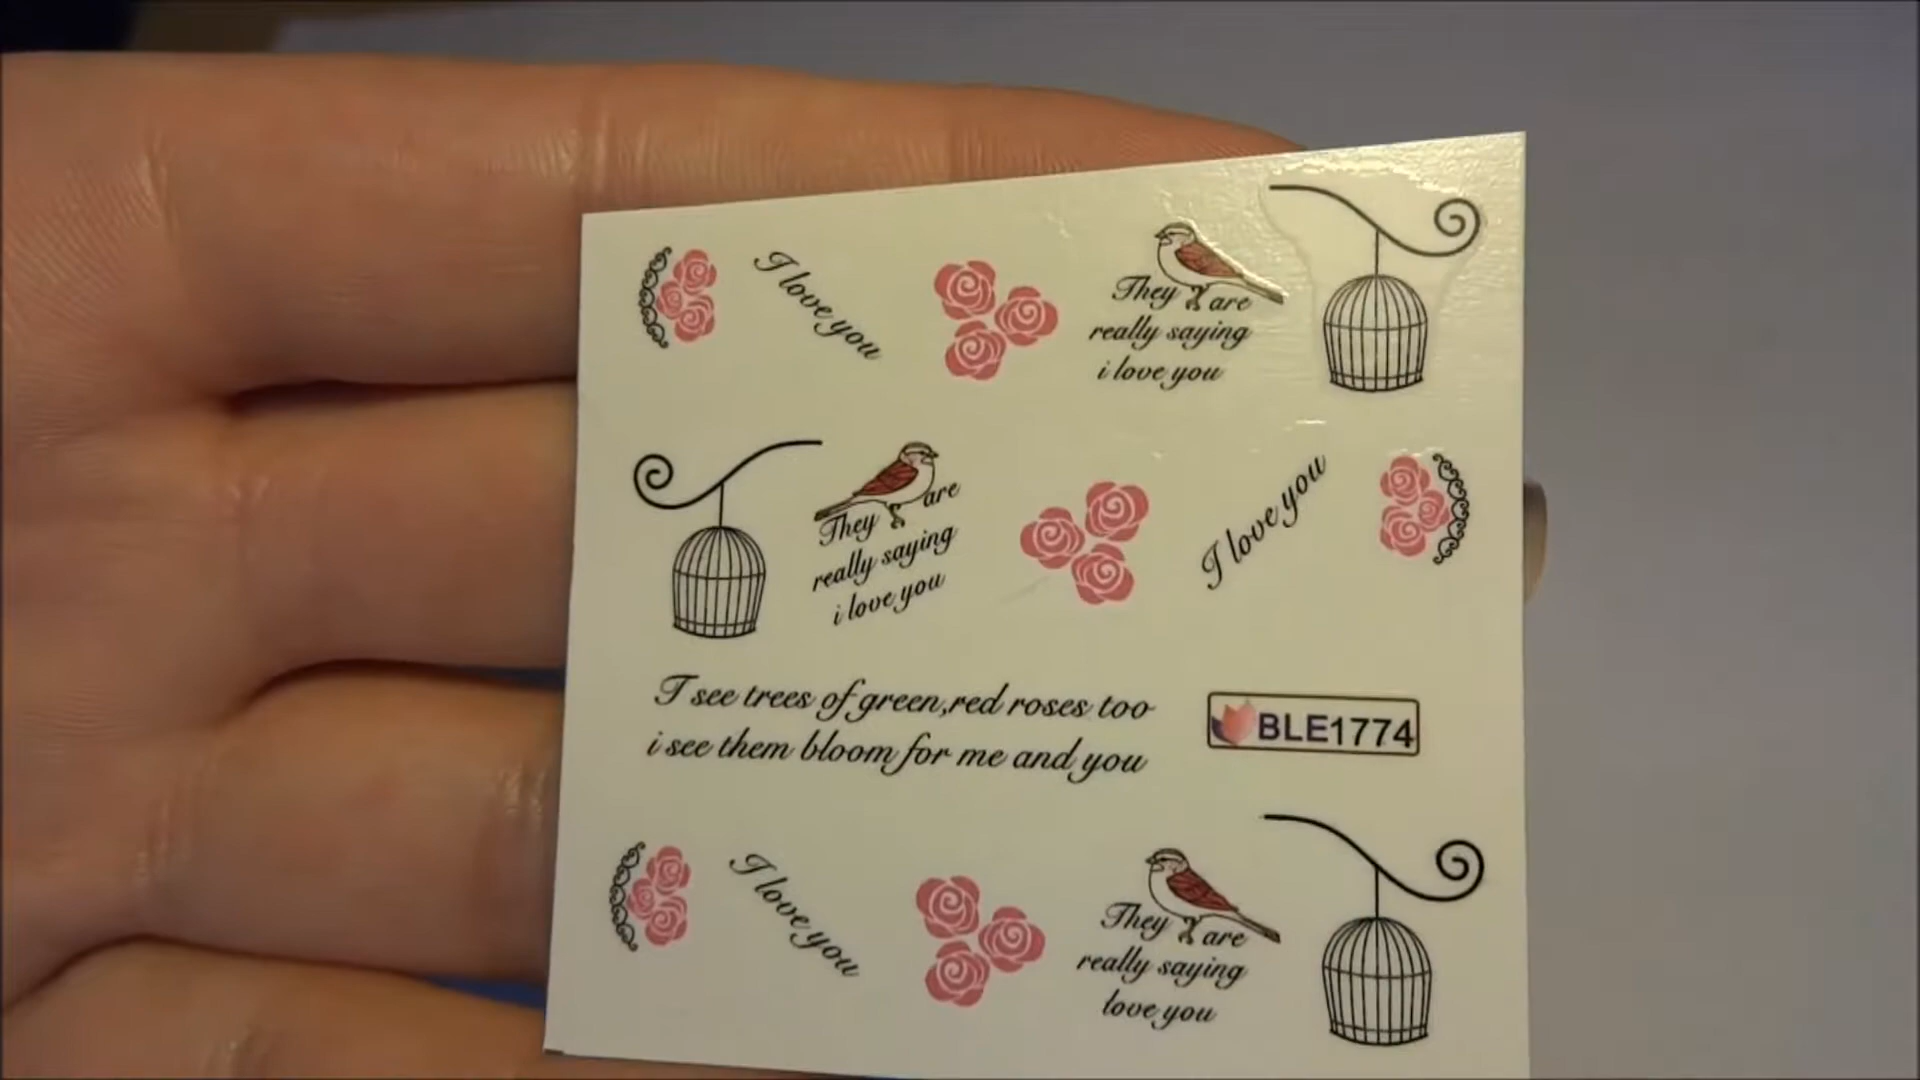 I love you
They are
really saying
i love you
They are
really saying
i love you
I love you
I see trees of green,red roses too
i see them bloom for me and you
BLE1774
I love you
They are
really saying
love you